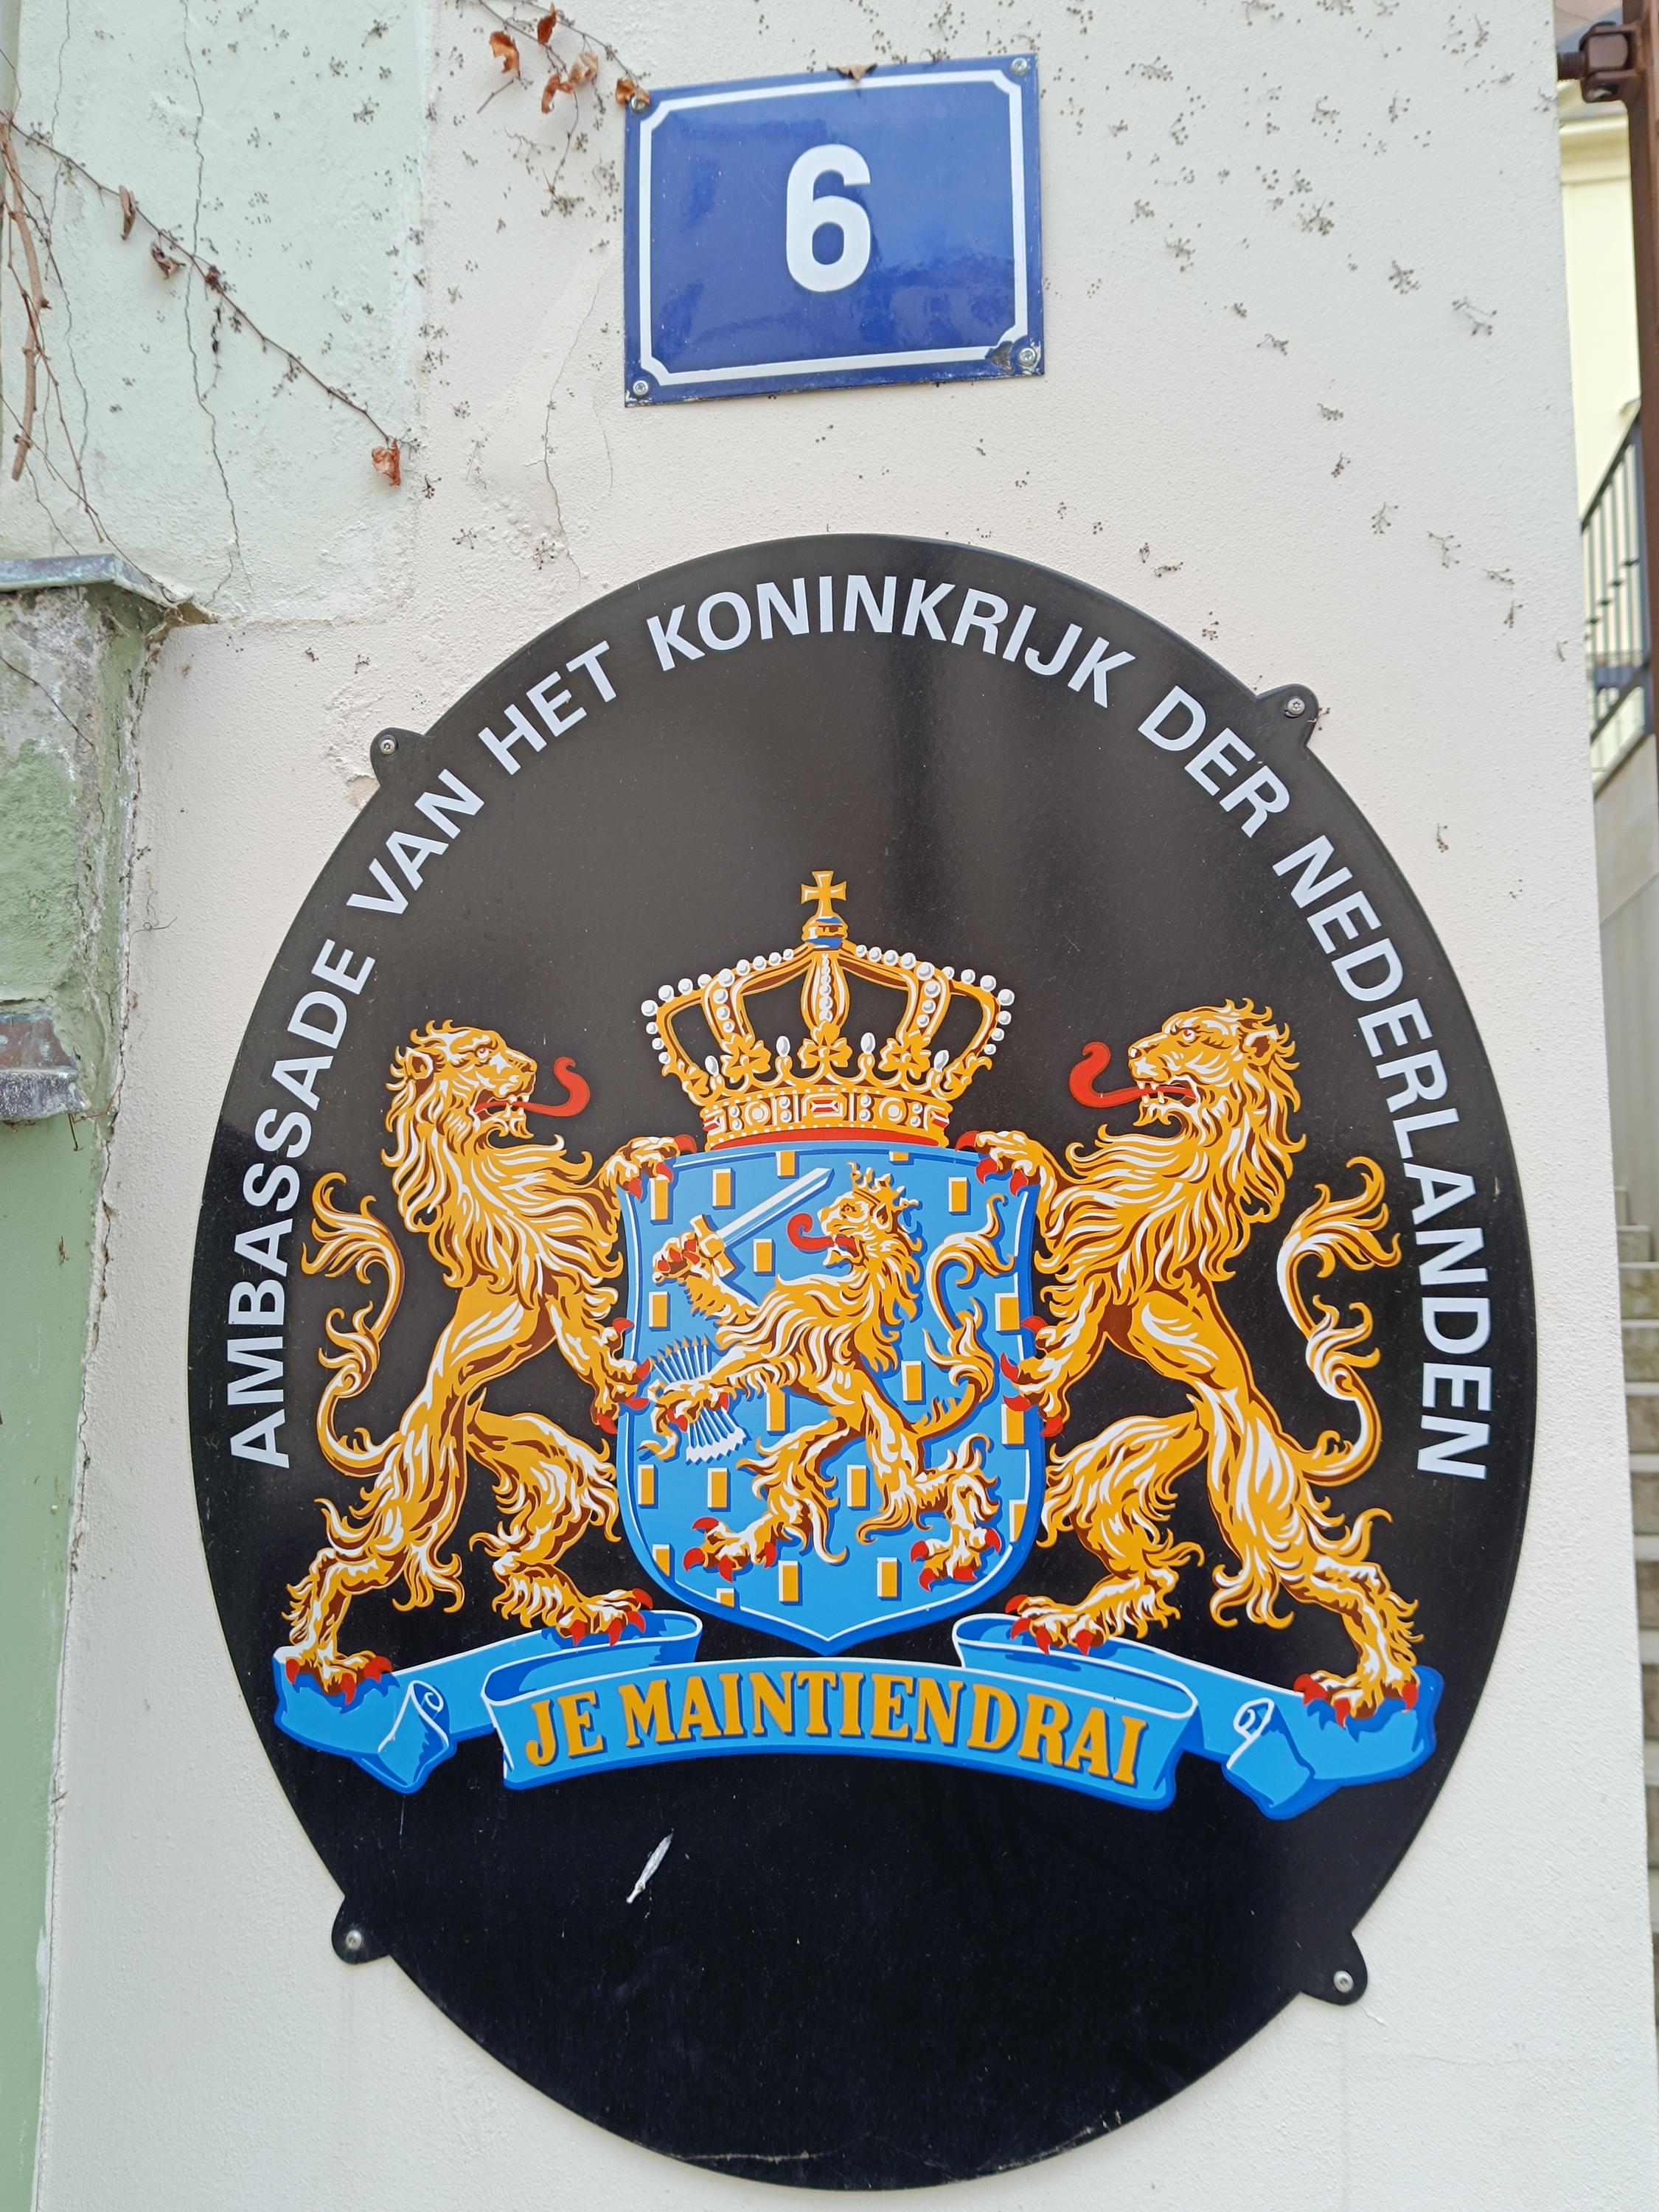 6
AMBASSADE VAN HET KONINKRIJK DER NEDERLANDEN
JE MAINTIENDRAI